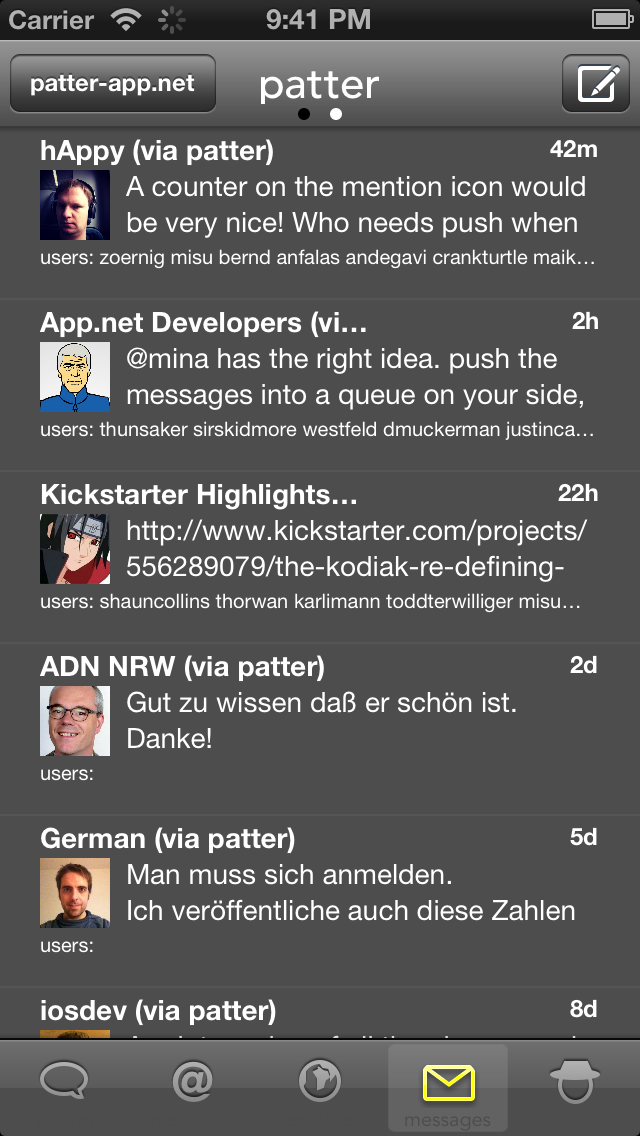 Carrier 9:41 PM
patter-app.net patter
hAppy (via patter) 42m
A counter on the mention icon would
be very nice! Who needs push when
users: zoernig misu bernd anfalas andegavi crankturtle maik…
App.net Developers (vi… 2h
@mina has the right idea. push the
messages into a queue on your side,
users: thunsaker sirskidmore westfeld dmuckerman justinca…
Kickstarter Highlights… 22h
http://www.kickstarter.com/projects/
556289079/the-kodiak-re-defining-
users: shauncollins thorwan karlimann toddterwilliger misu…
ADN NRW (via patter) 2d
Gut zu wissen daß er schön ist.
Danke!
users:
German (via patter) 5d
Man muss sich anmelden.
Ich veröffentliche auch diese Zahlen
users:
iosdev (via patter) 8d
@
messages